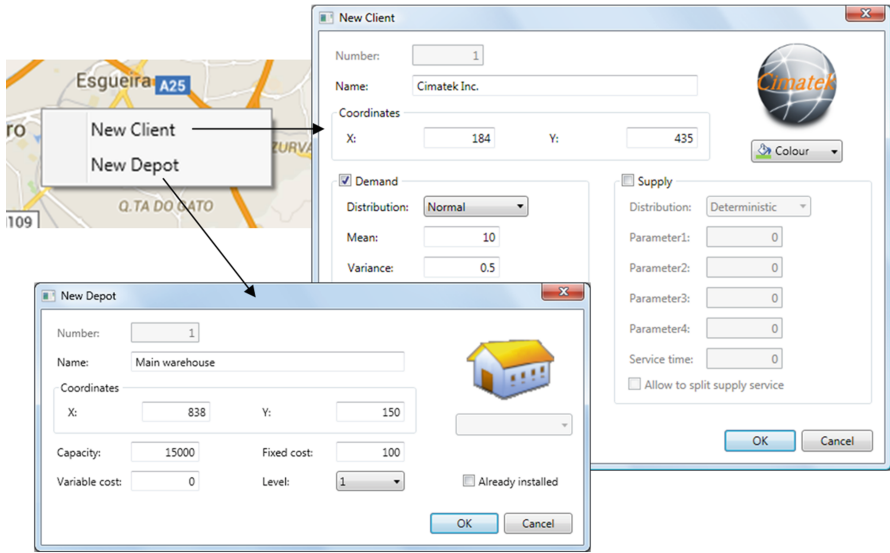 New Client
Number: 1
Name: Cimatek Inc.
Cimatek
Coordinates
X: 184 Y: 435
Colour
Demand
Distribution: Normal
Mean: 10
Variance: 0.5
Supply
Distribution: Deterministic
Parameter1: 0
Parameter2: 0
Parameter3: 0
Parameter4: 0
Service time: 0
Allow to split supply service
OK Cancel
Esgueira A25
ro
New Client
New Depot
ZURVA
Q.TA DO GATO
109
New Depot
Number: 1
Name: Main warehouse
Coordinates
X: 838 Y: 150
Capacity: 15000 Fixed cost: 100
Variable cost: 0 Level: 1
Already installed
OK Cancel